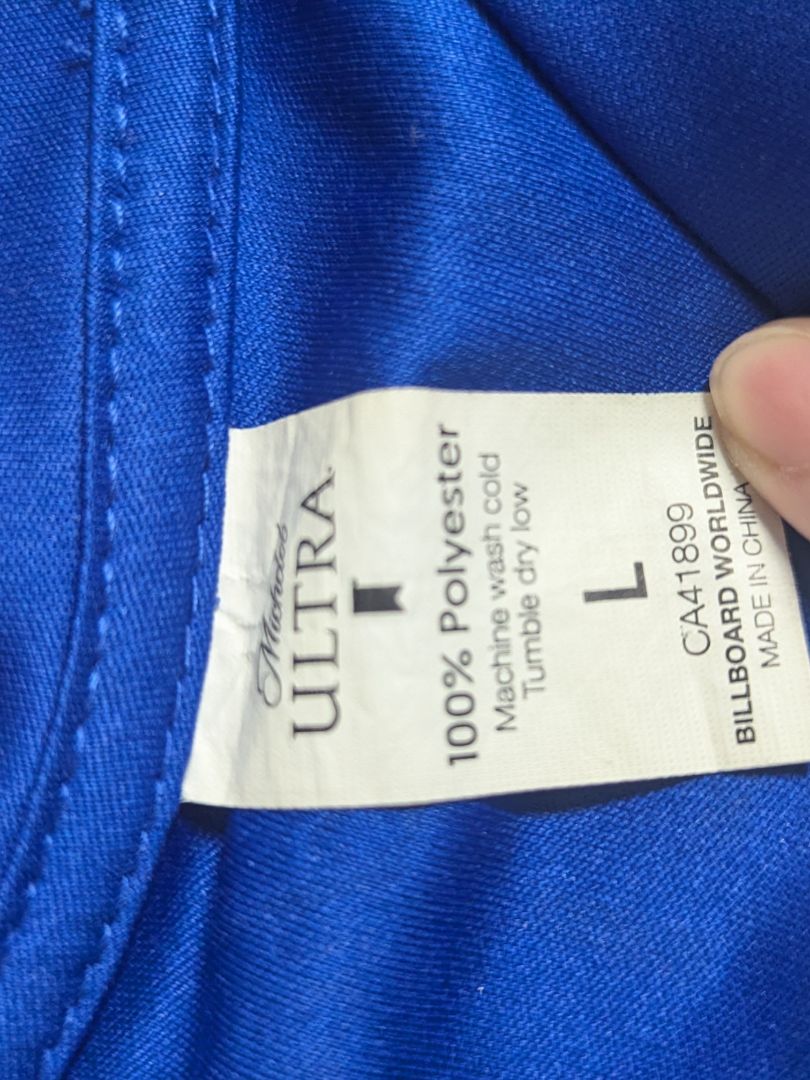 Michelob
ULTRA
100% Polyester
Machine wash cold
Tumble dry low
L
CA41899
BILLBOARD WORLDWIDE
MADE IN CHINA